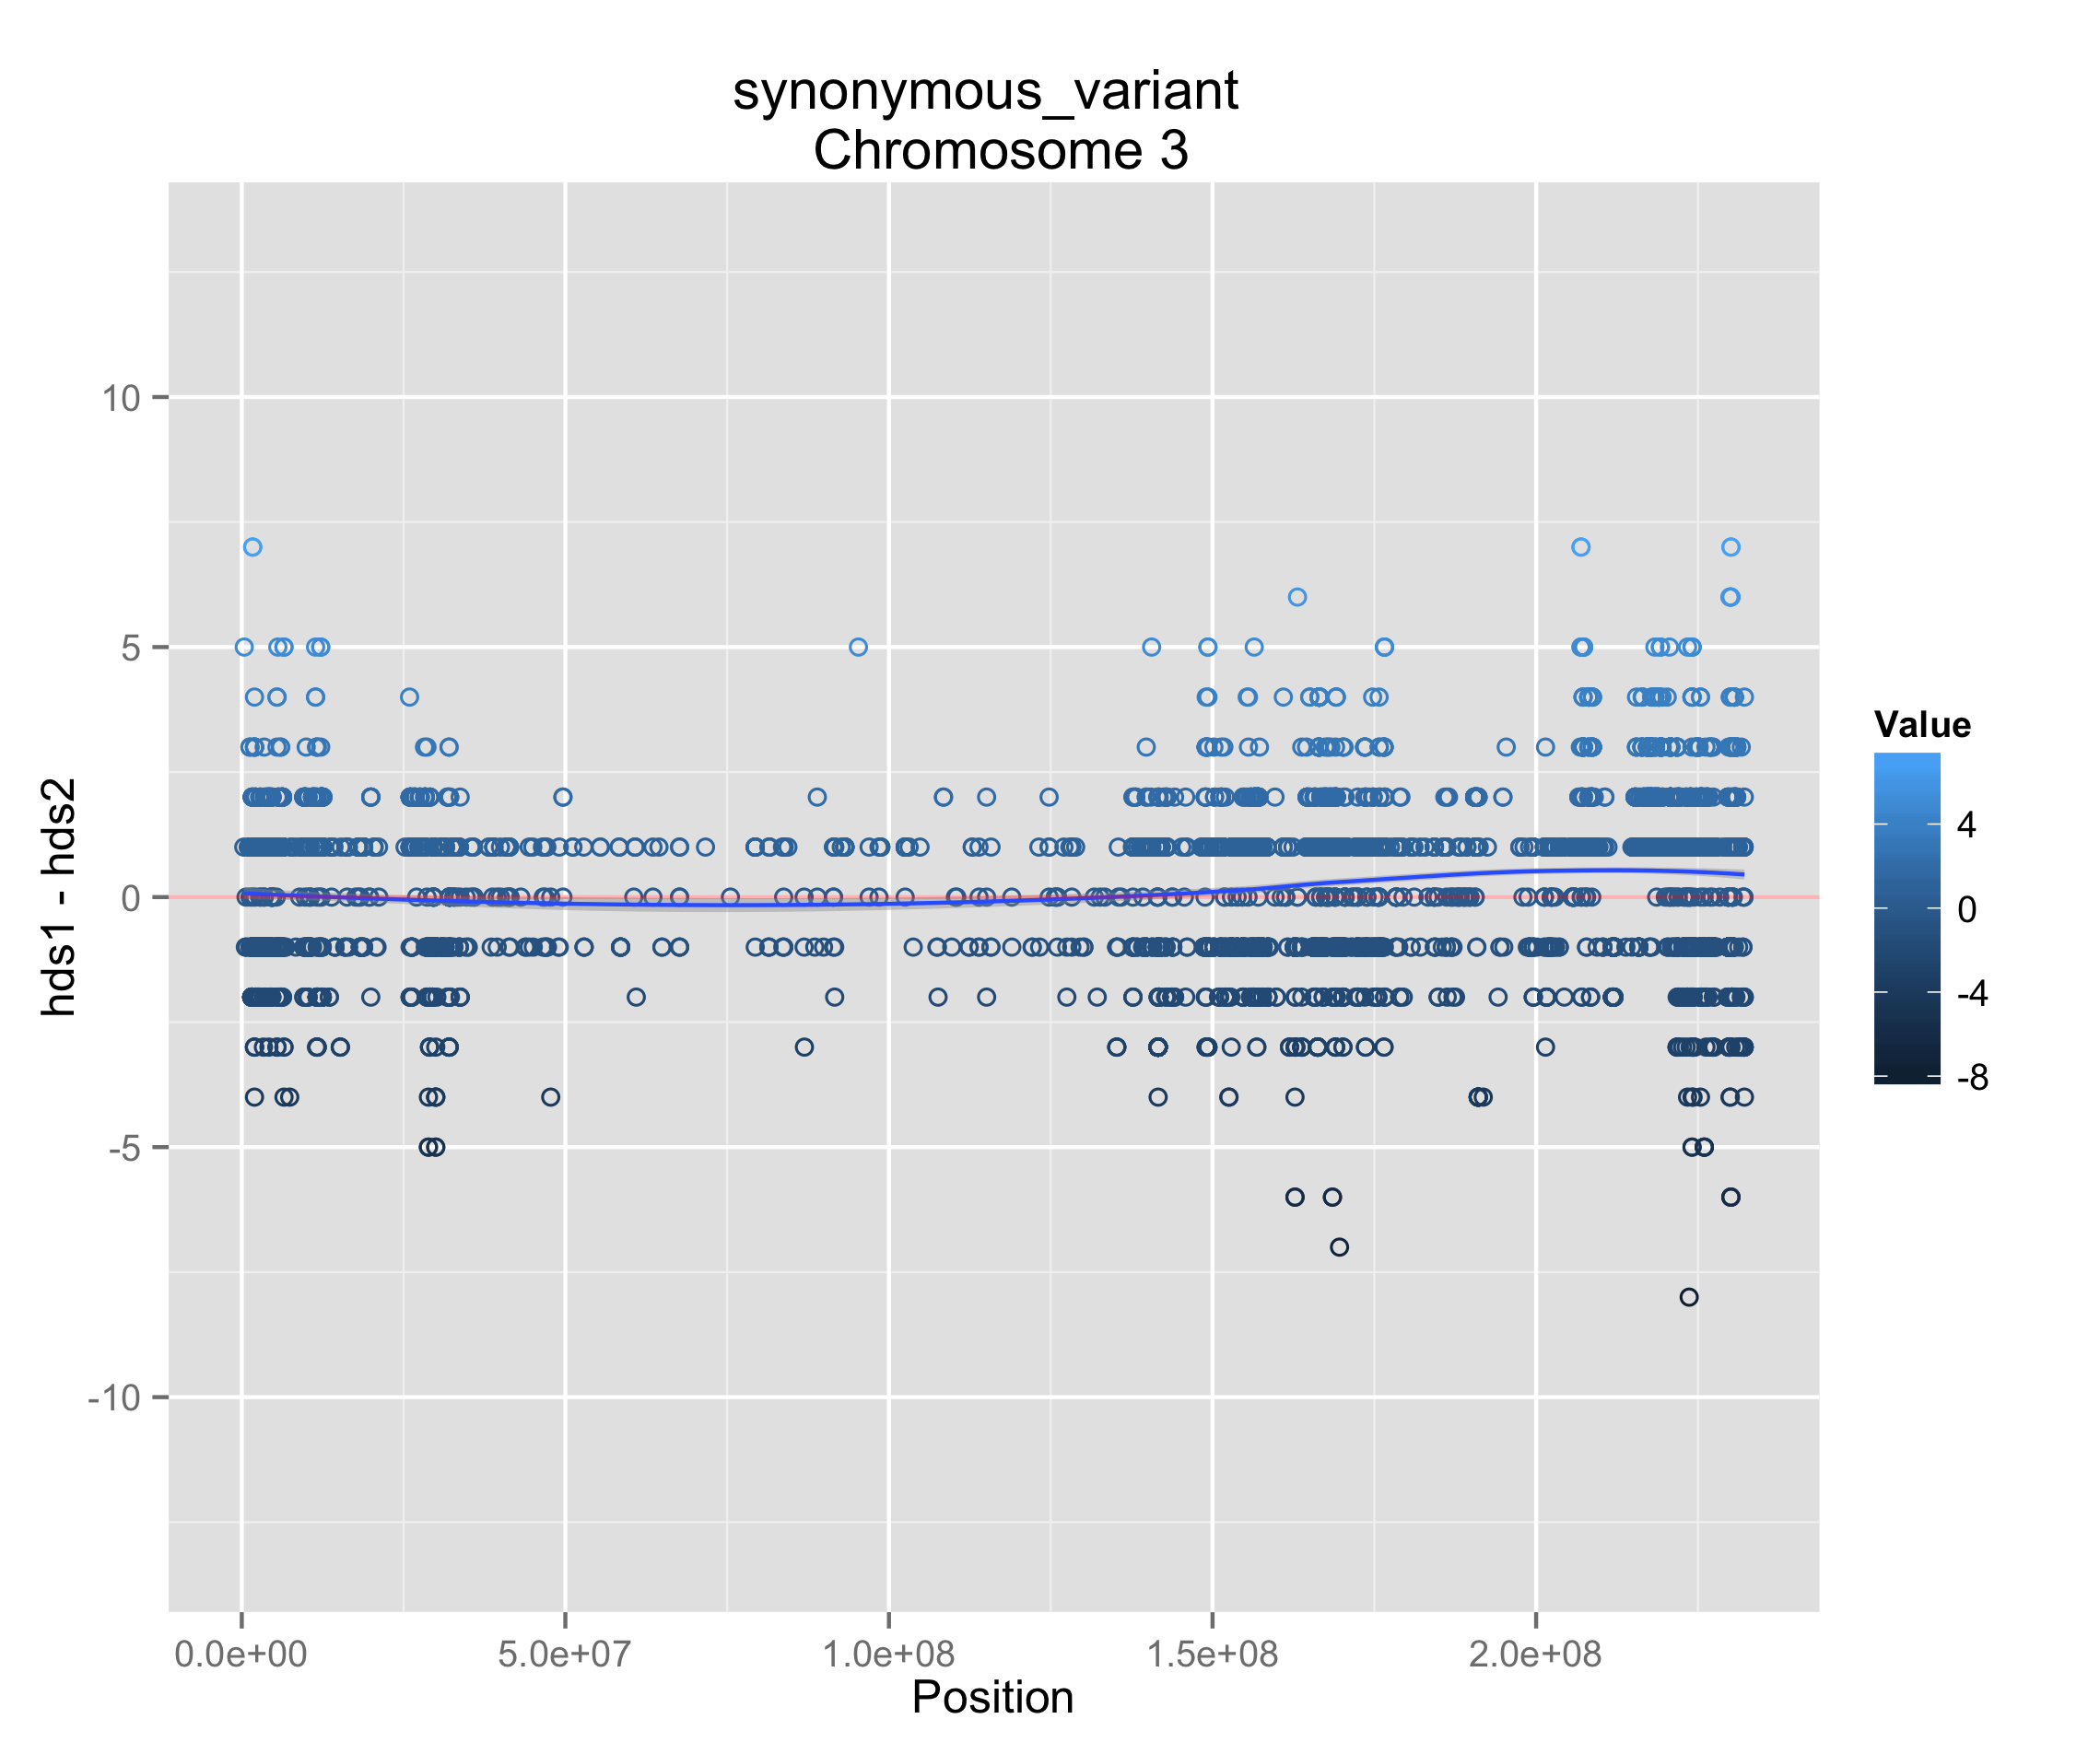 synonymous_variant
Chromosome 3
hds1 - hds2
10
5
0
-5
-10
0.0e+00
5.0e+07
1.0e+08
1.5e+08
2.0e+08
Position
Value
4
0
-4
-8